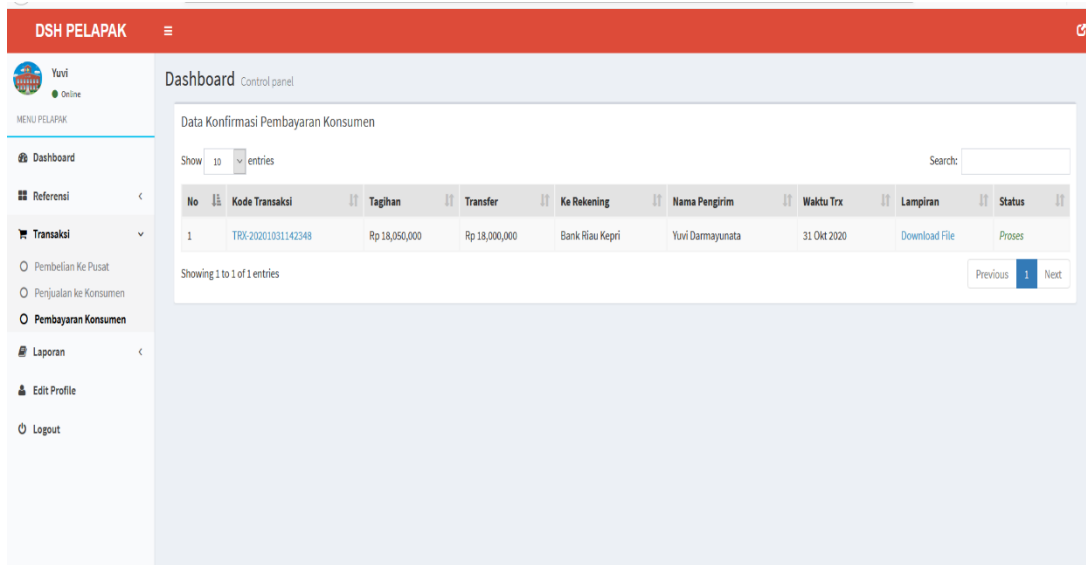 DSH PELAPAK
Yuvi
Online
MENU PELAPAK
Dashboard
Referensi
Transaksi
Pembelian Ke Pusat
Penjualan ke Konsumen
Pembayaran Konsumen
Laporan
Edit Profile
Logout
Dashboard Control panel
Data Konfirmasi Pembayaran Konsumen
Show 10 entries Search:
No Kode Transaksi Tagihan Transfer Ke Rekening Nama Pengirim Waktu Trx Lampiran Status
1 TRX-20201031142348 Rp 18,050,000 Rp 18,000,000 Bank Riau Kepri Yuvi Darmayunata 31 Okt 2020 Download File Proses
Showing 1 to 1 of 1 entries Previous 1 Next